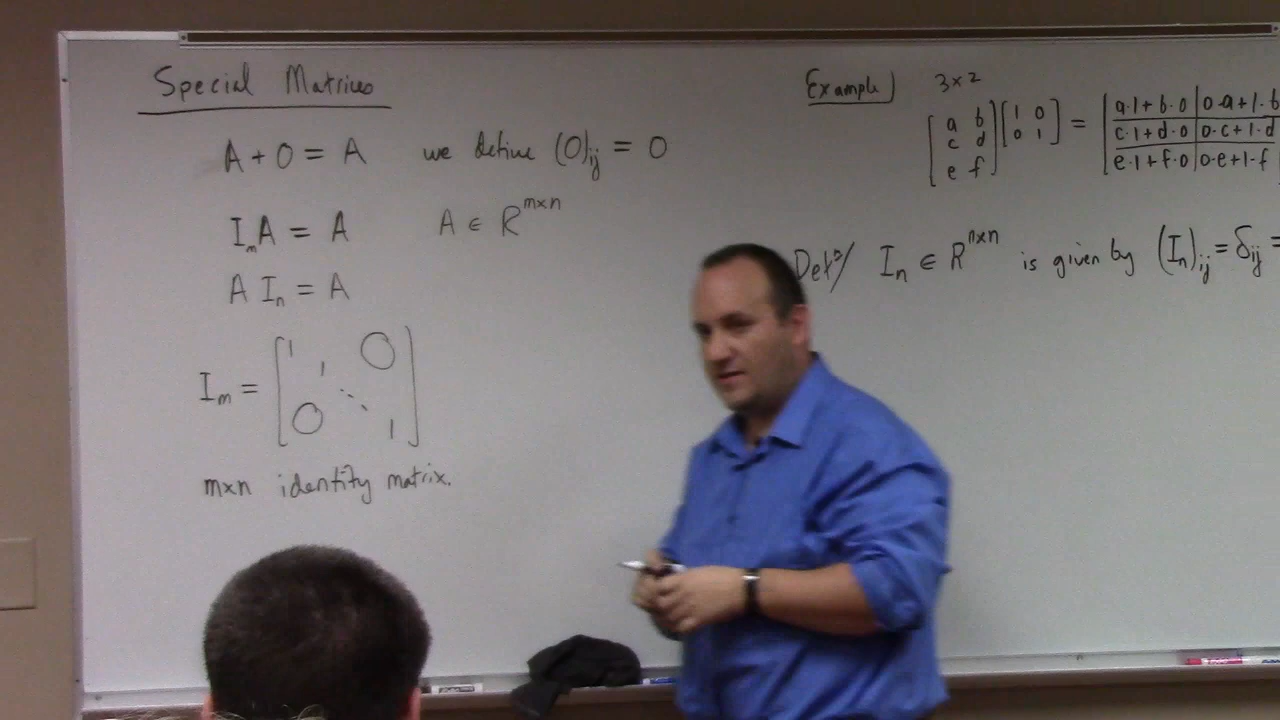 Special Matrices
A + 0 = A we define (0)ij = 0
ImA = A A ∈ R^m×n
A In = A
Im = [1 1 ⋱ 1 0 0]
m×n identity matrix.
Example) 3×2
[a b c d e f] [1 0 0 1] = [a·1+b·0 | 0·a+1·b
c·1+d·0 | 0·c+1·d
e·1+f·0 | 0·e+1·f
Defn/ In ∈ R^n×n is given by (In)ij = δij =